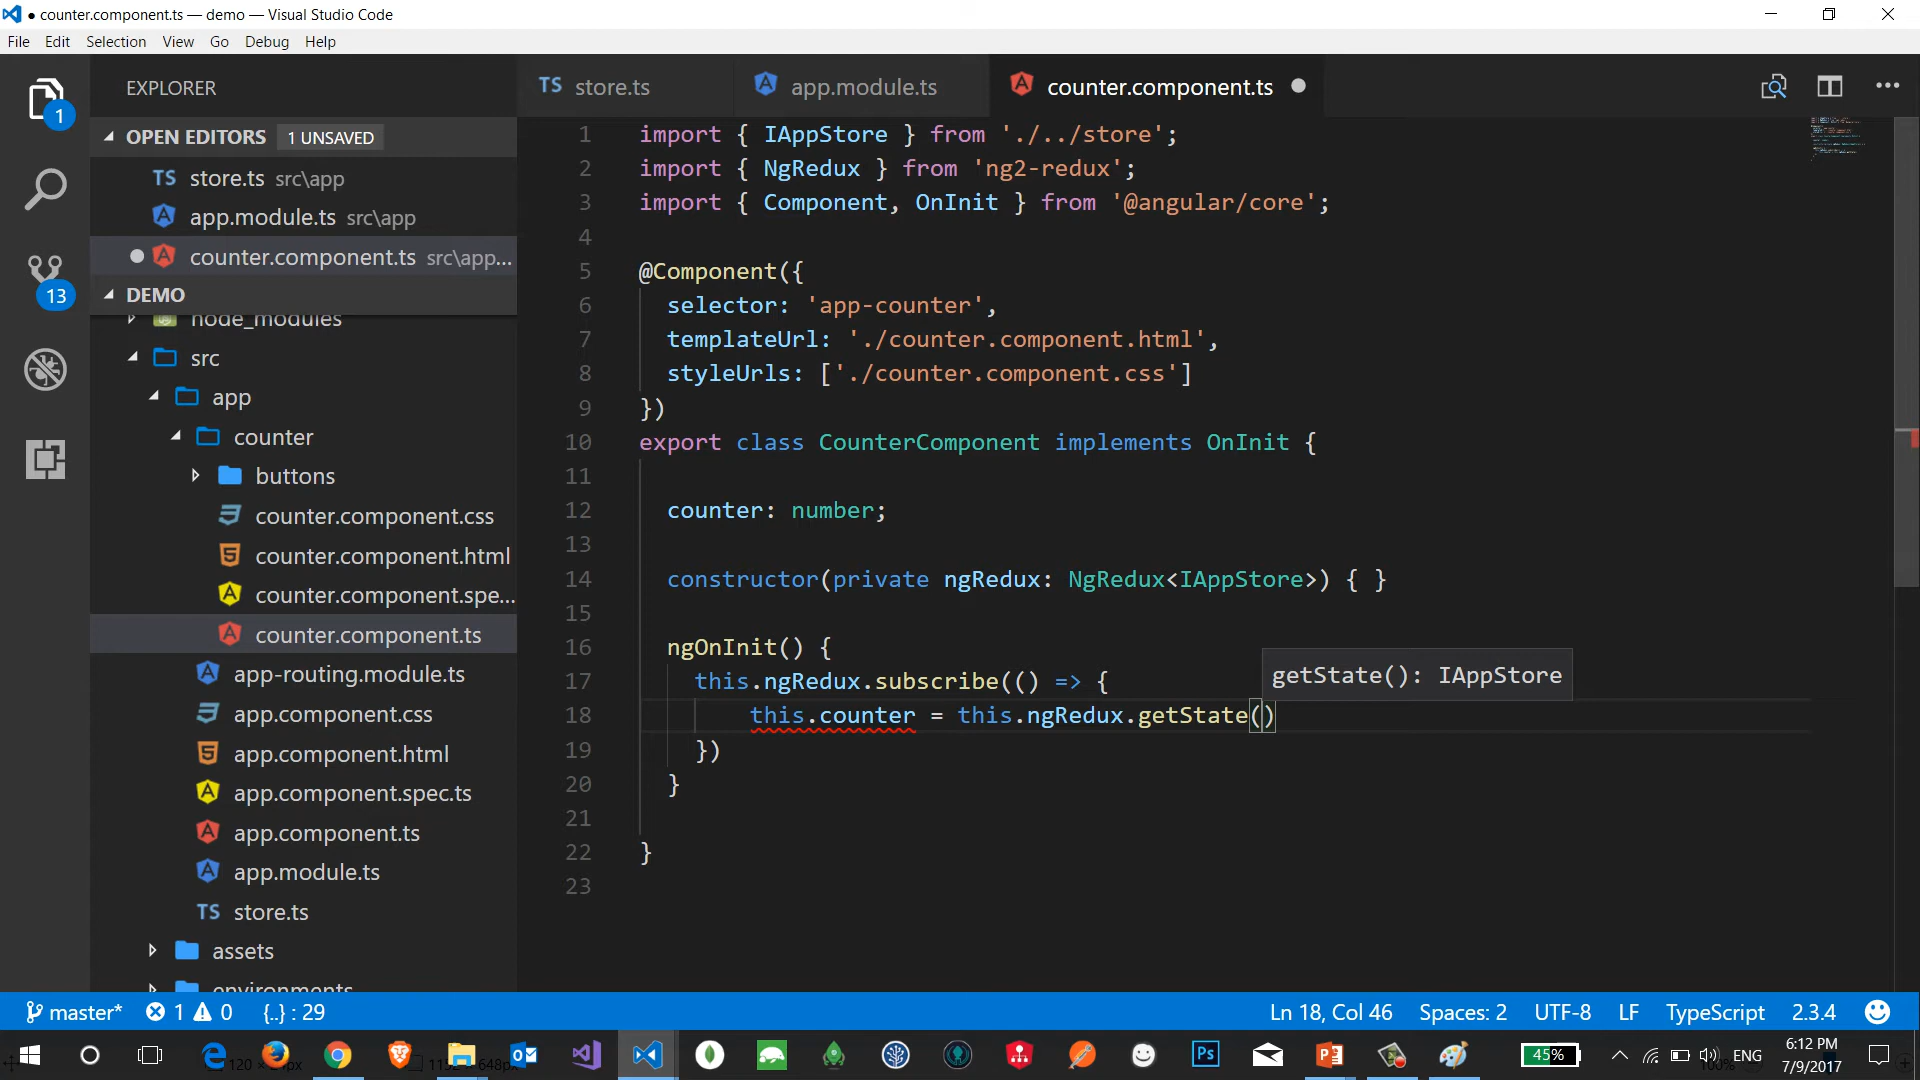 counter.component.ts — demo — Visual Studio Code
File Edit Selection View Go Debug Help
EXPLORER
OPEN EDITORS 1 UNSAVED
TS store.ts src\app
app.module.ts src\app
counter.component.ts src\app...
DEMO
node_modules
src
app
counter
buttons
counter.component.css
counter.component.html
counter.component.spe...
counter.component.ts
app-routing.module.ts
app.component.css
app.component.html
app.component.spec.ts
app.component.ts
app.module.ts
TS store.ts
assets
environments
1
13
TS store.ts app.module.ts counter.component.ts
1 import { IAppStore } from './../store';
2 import { NgRedux } from 'ng2-redux';
3 import { Component, OnInit } from '@angular/core';
4
5 @Component({
6 selector: 'app-counter',
7 templateUrl: './counter.component.html',
8 styleUrls: ['./counter.component.css']
9 })
10 export class CounterComponent implements OnInit {
11
12 counter: number;
13
14 constructor(private ngRedux: NgRedux<IAppStore>) { }
15
16 ngOnInit() {
17 this.ngRedux.subscribe(() => {
getState(): IAppStore
18 this.counter = this.ngRedux.getState()
19 })
20 }
21
22 }
23
master* 1 0 {..} : 29 Ln 18, Col 46 Spaces: 2 UTF-8 LF TypeScript 2.3.4
45% ENG 6:12 PM
7/9/2017